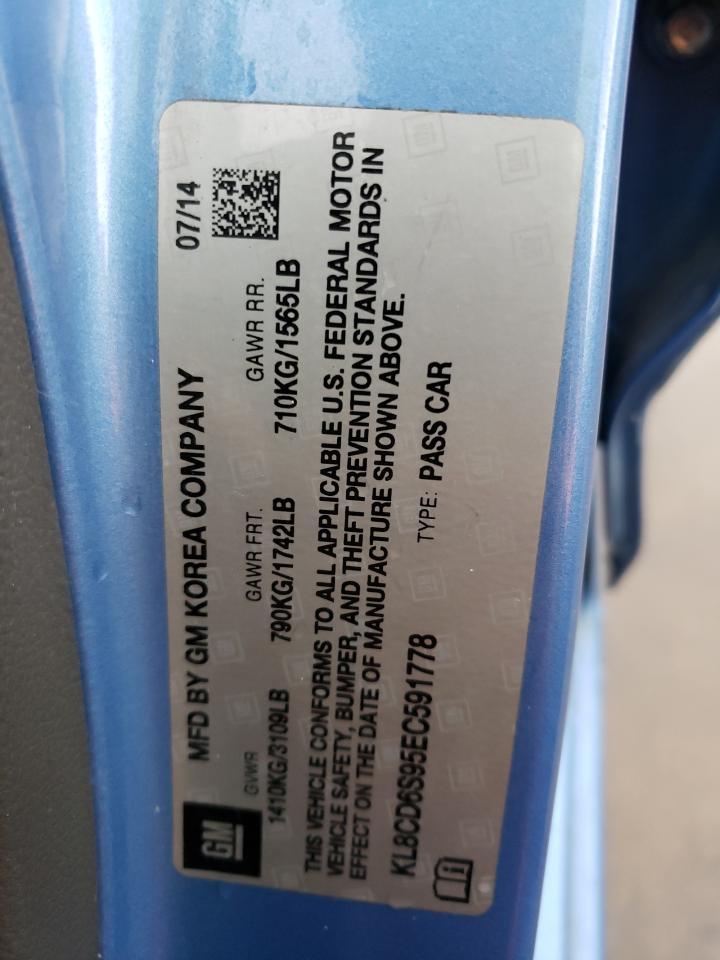 GM
MFD BY GM KOREA COMPANY 07/14
GVWR GAWR FRT. GAWR RR.
1410KG/3109LB 790KG/1742LB 710KG/1565LB
THIS VEHICLE CONFORMS TO ALL APPLICABLE U.S. FEDERAL MOTOR
VEHICLE SAFETY, BUMPER, AND THEFT PREVENTION STANDARDS IN
EFFECT ON THE DATE OF MANUFACTURE SHOWN ABOVE.
KL8CD6S95EC591778 TYPE: PASS CAR